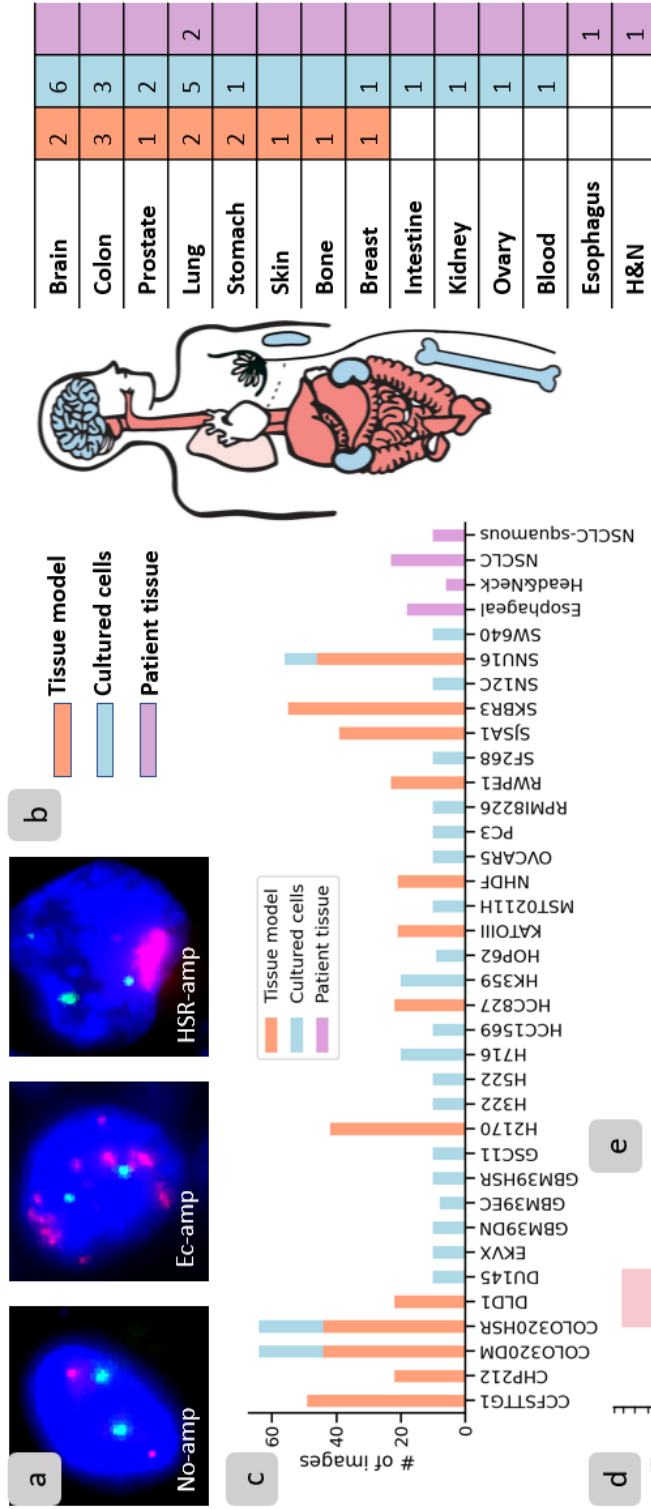 a
No-amp
Ec-amp
HSR-amp
b
Tissue model
Cultured cells
Patient tissue
Brain 2 6
Colon 3 3
Prostate 1 2
Lung 2 5 2
Stomach 2 1
Skin 1
Bone 1
Breast 1 1
Intestine 1
Kidney 1
Ovary 1
Blood 1
Esophagus 1
H&N 1
c
# of images
60
40
20
0
Tissue model
Cultured cells
Patient tissue
CCFSTTG1
CHP212
COLO320DM
COLO320HSR
DLD1
DU145
EKVX
GBM39DN
GBM39EC
GBM39HSR
GSC11
H2170
H322
H522
H716
HCC1569
HCC827
HK359
HOP62
KATOIII
MSTO211H
NHDF
OVCAR5
PC3
RPMI8226
RWPE1
SF268
SJSA1
SKBR3
SN12C
SNU16
SW640
Esophageal
Head&Neck
NSCLC
NSCLC-squamous
d
e